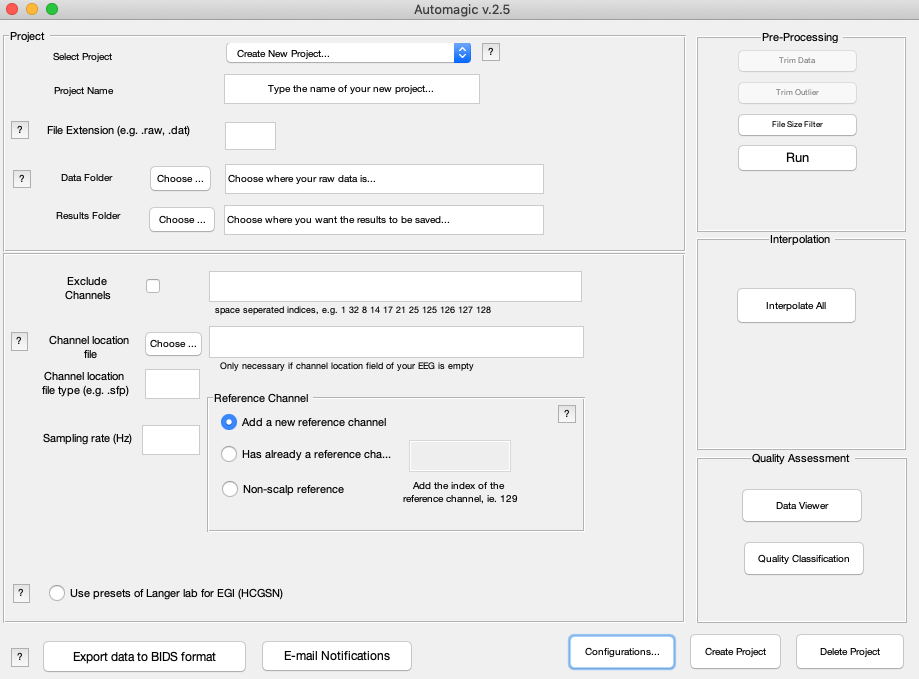 Automagic v.2.5
Project
Select Project
Create New Project...
?
Project Name
Type the name of your new project...
?
File Extension (e.g. .raw, .dat)
?
Data Folder
Choose ...
Choose where your raw data is...
Results Folder
Choose ...
Choose where you want the results to be saved...
Exclude
Channels
space seperated indices, e.g. 1 32 8 14 17 21 25 125 126 127 128
?
Channel location
file
Choose ...
Only necessary if channel location field of your EEG is empty
Channel location
file type (e.g. .sfp)
Sampling rate (Hz)
Reference Channel
?
Add a new reference channel
Has already a reference cha...
Non-scalp reference
Add the index of the
reference channel, ie. 129
?
Use presets of Langer lab for EGI (HCGSN)
Pre-Processing
Trim Data
Trim Outlier
File Size Filter
Run
Interpolation
Interpolate All
Quality Assessment
Data Viewer
Quality Classification
?
Export data to BIDS format
E-mail Notifications
Configurations...
Create Project
Delete Project